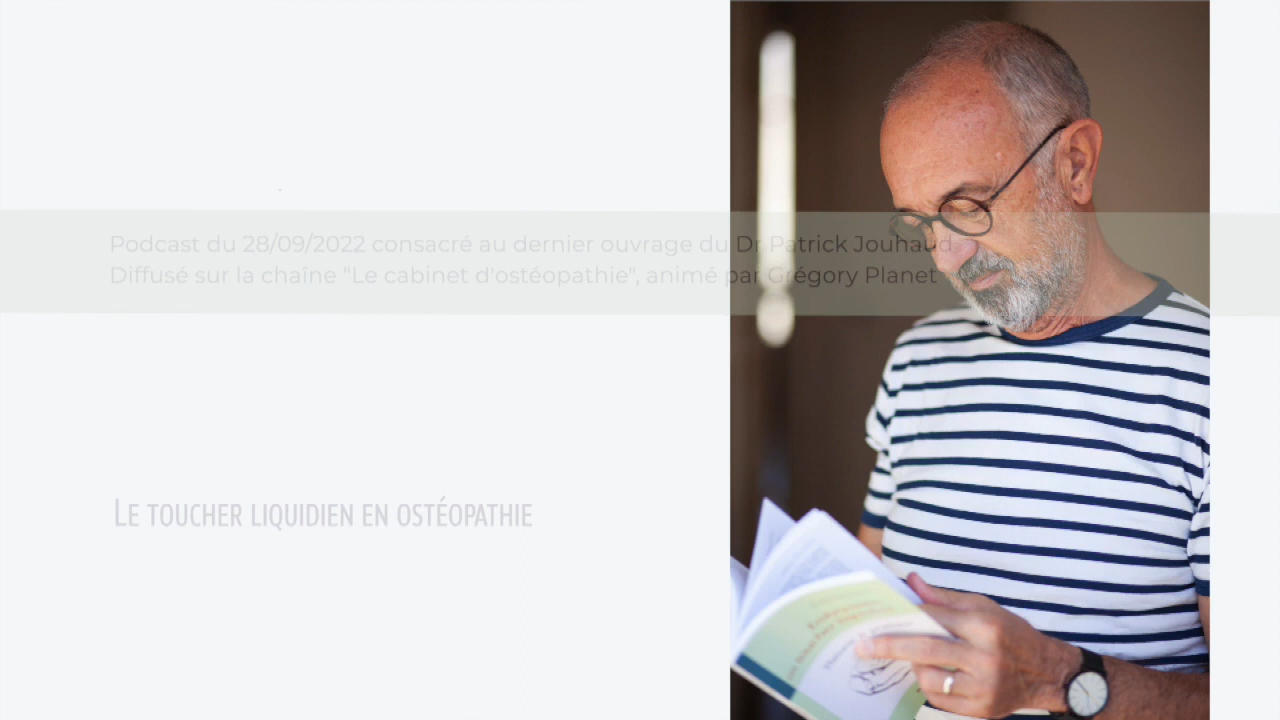 Podcast du 28/09/2022 consacré au dernier ouvrage du Dr Patrick Jouhaud
Diffusé sur la chaîne "Le cabinet d'ostéopathie", animé par Grégory Planet
Le toucher liquidien en ostéopathie